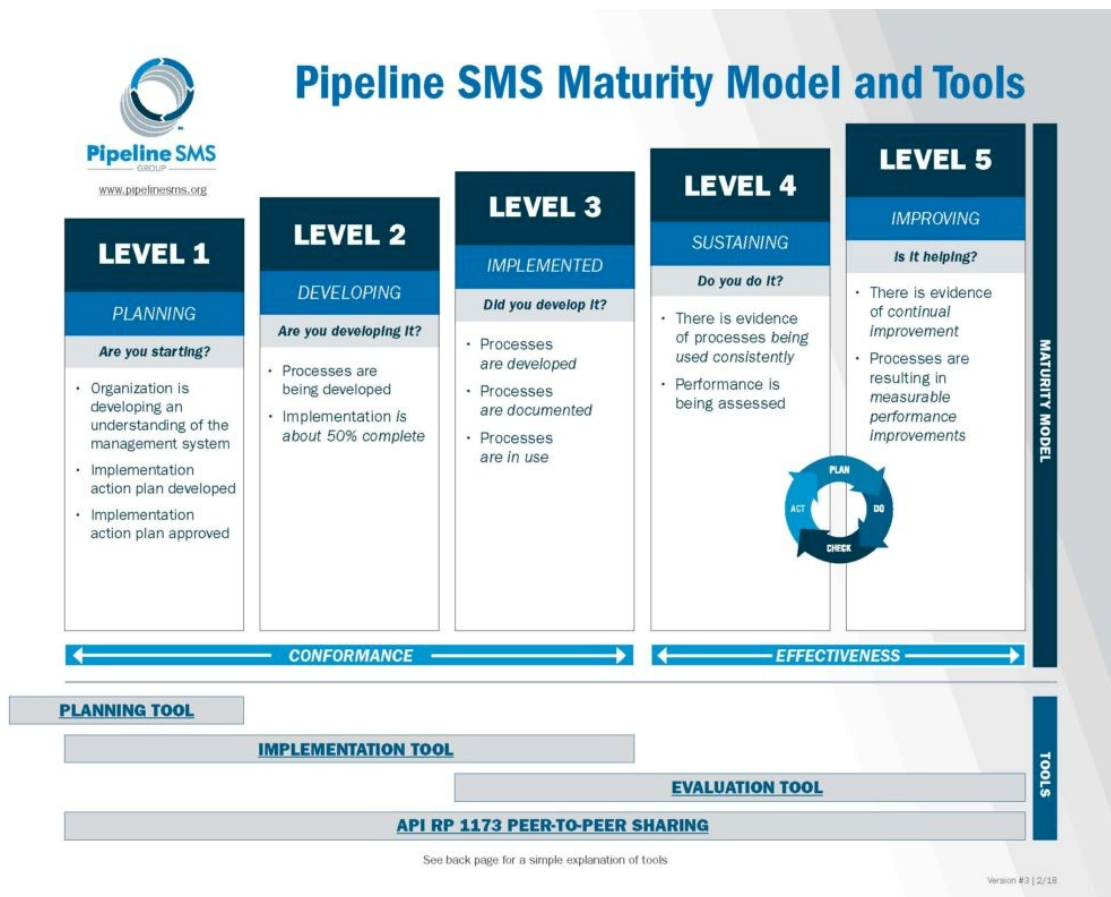 Pipeline SMS Maturity Model and Tools
Pipeline SMS
GROUP
www.pipelinesms.org
LEVEL 1
PLANNING
Are you starting?
• Organization is
developing an
understanding of the
management system
• Implementation
action plan developed
• Implementation
action plan approved
LEVEL 2
DEVELOPING
Are you developing it?
• Processes are
being developed
• Implementation is
about 50% complete
LEVEL 3
IMPLEMENTED
Did you develop it?
• Processes
are developed
• Processes
are documented
• Processes
are in use
LEVEL 4
SUSTAINING
Do you do it?
• There is evidence
of processes being
used consistently
• Performance is
being assessed
LEVEL 5
IMPROVING
Is it helping?
• There is evidence
of continual
improvement
• Processes are
resulting in
measurable
performance
improvements
PLAN
DO
CHECK
ACT
MATURITY MODEL
CONFORMANCE
EFFECTIVENESS
PLANNING TOOL
IMPLEMENTATION TOOL
EVALUATION TOOL
API RP 1173 PEER-TO-PEER SHARING
TOOLS
See back page for a simple explanation of tools
Version #3 | 2/18